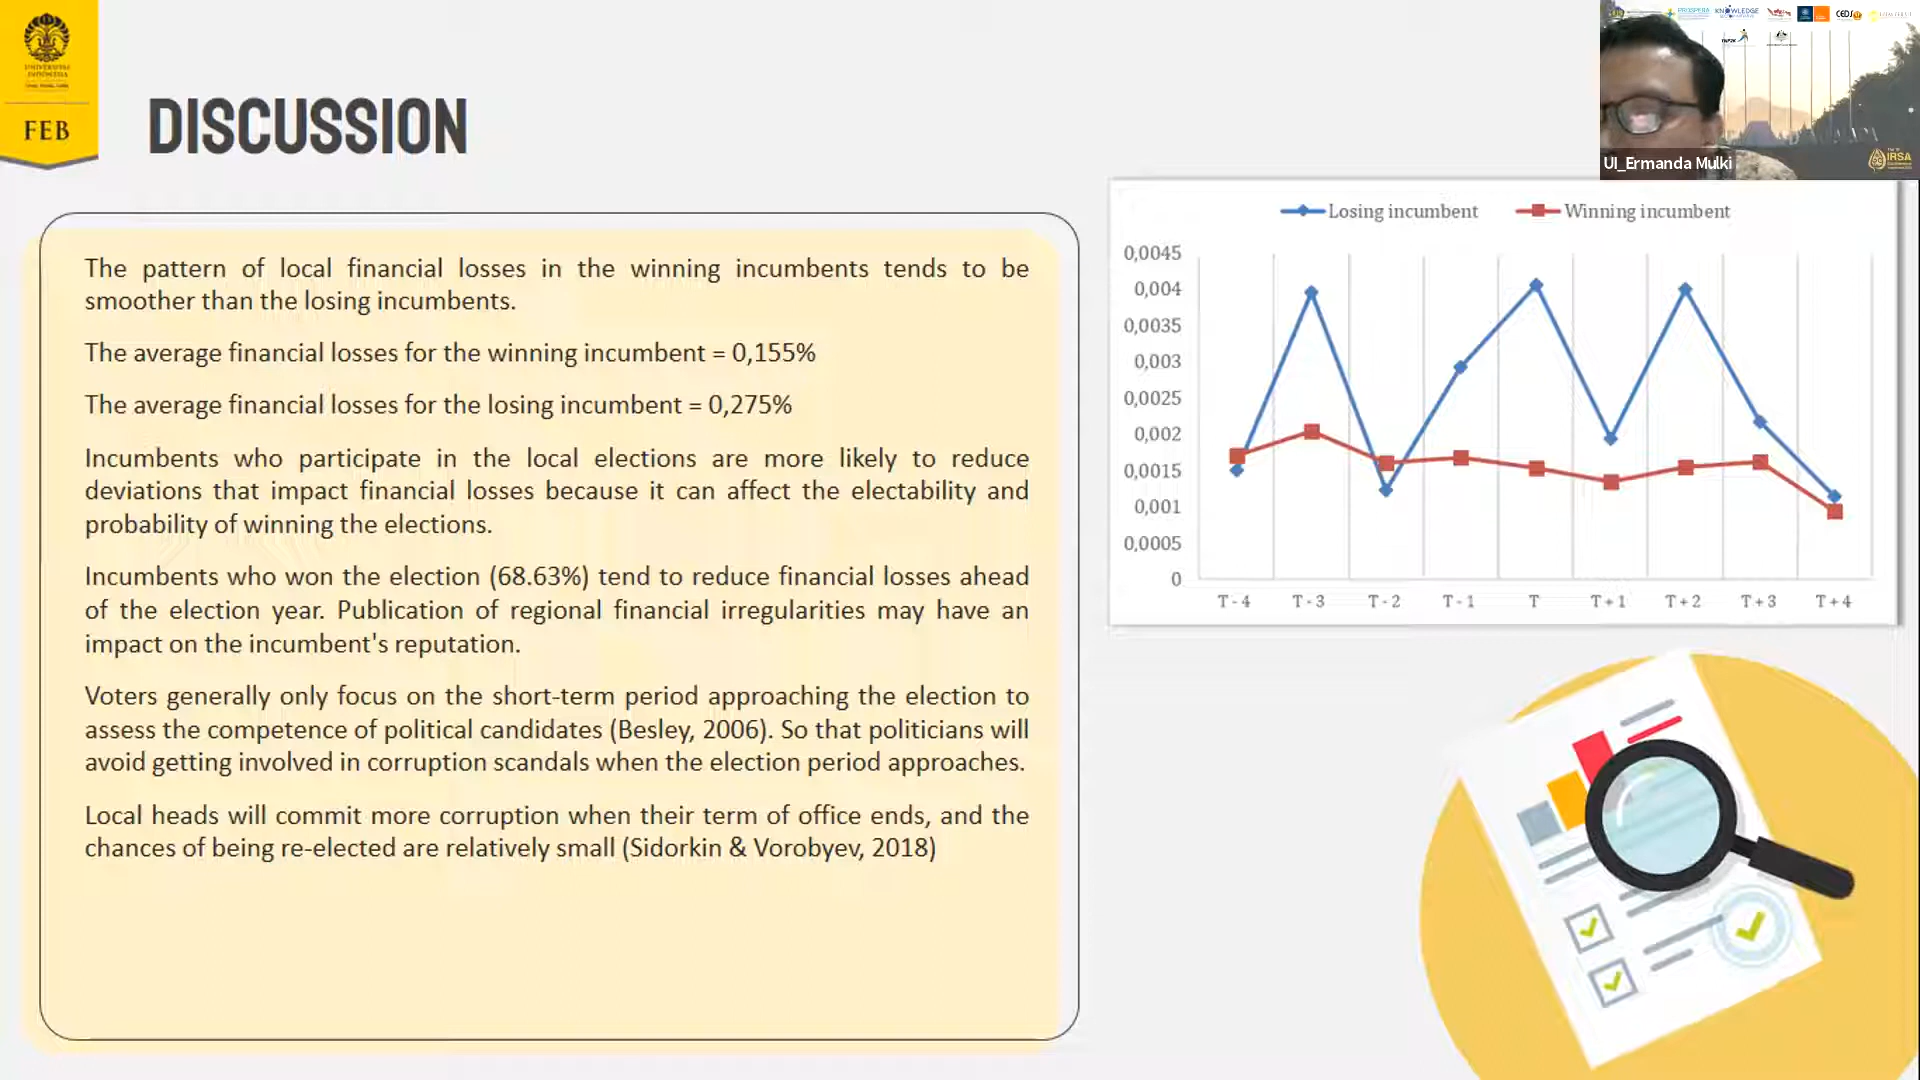 UNIVERSITAS
INDONESIA
FEB
DISCUSSION
The pattern of local financial losses in the winning incumbents tends to be
smoother than the losing incumbents.
The average financial losses for the winning incumbent = 0,155%
The average financial losses for the losing incumbent = 0,275%
Incumbents who participate in the local elections are more likely to reduce
deviations that impact financial losses because it can affect the electability and
probability of winning the elections.
Incumbents who won the election (68.63%) tend to reduce financial losses ahead
of the election year. Publication of regional financial irregularities may have an
impact on the incumbent's reputation.
Voters generally only focus on the short-term period approaching the election to
assess the competence of political candidates (Besley, 2006). So that politicians will
avoid getting involved in corruption scandals when the election period approaches.
Local heads will commit more corruption when their term of office ends, and the
chances of being re-elected are relatively small (Sidorkin & Vorobyev, 2018)
PROSPERA KNOWLEDGE CEDS
IRSA
UI_Ermanda Mulki
Losing incumbent Winning incumbent
0,0045
0,004
0,0035
0,003
0,0025
0,002
0,0015
0,001
0,0005
0
T - 4 T - 3 T - 2 T - 1 T T + 1 T + 2 T + 3 T + 4